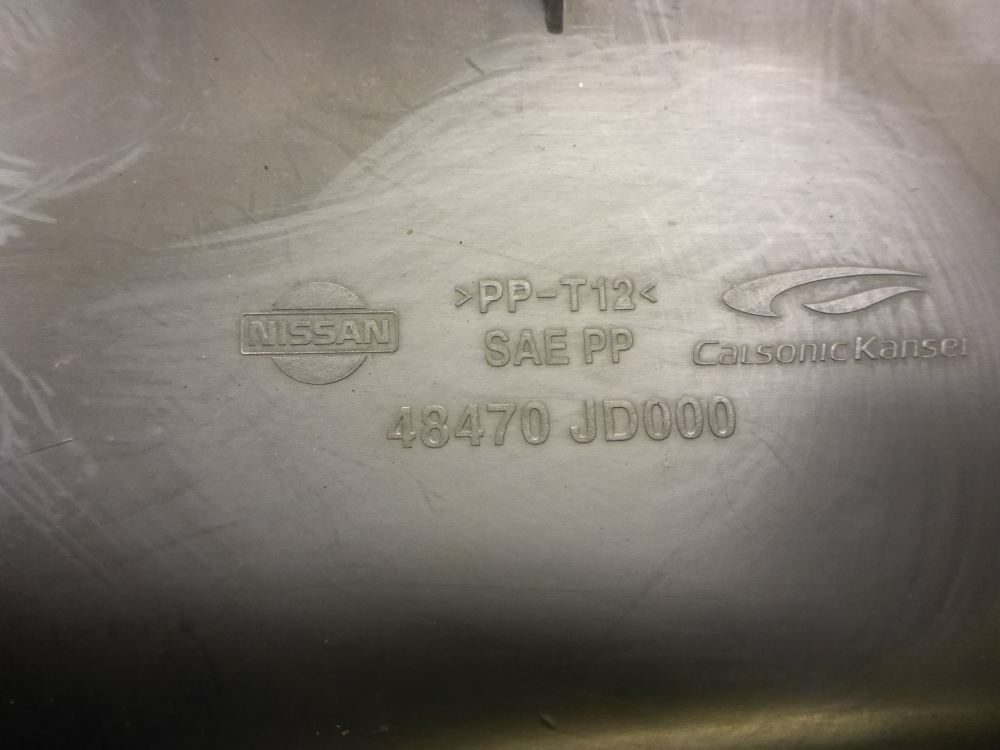 NISSAN
>PP-T12<
SAE PP
CalsonicKansei
48470 JD000